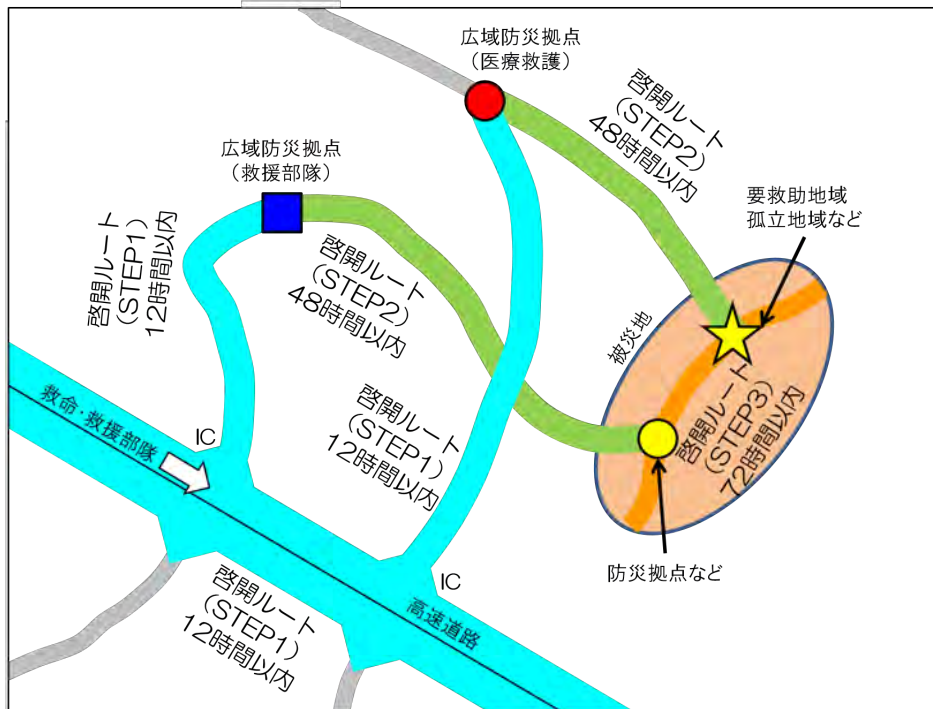 広域防災拠点
（医療救護）
啓開ルート
（STEP2）
48時間以内
広域防災拠点
（救援部隊）
要救助地域
孤立地域など
啓開ルート
（STEP1）
12時間以内
啓開ルート
（STEP2）
48時間以内
被災地
啓開ルート
（STEP3）
72時間以内
救命・救援部隊
IC
啓開ルート
（STEP1）
12時間以内
防災拠点など
IC
高速道路
啓開ルート
（STEP1）
12時間以内